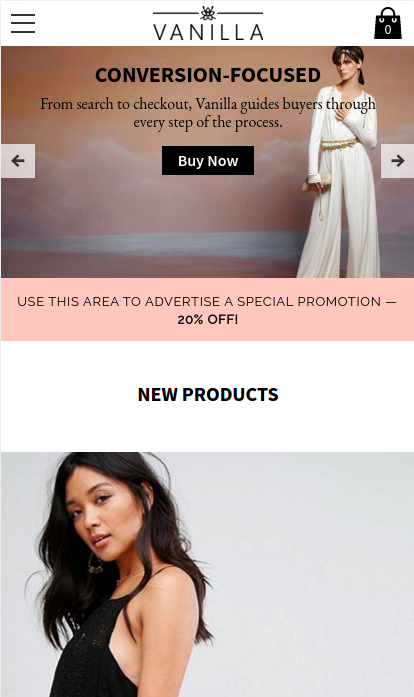 VANILLA
0
CONVERSION-FOCUSED
From search to checkout, Vanilla guides buyers through
every step of the process.
Buy Now
USE THIS AREA TO ADVERTISE A SPECIAL PROMOTION —
20% OFF!
NEW PRODUCTS